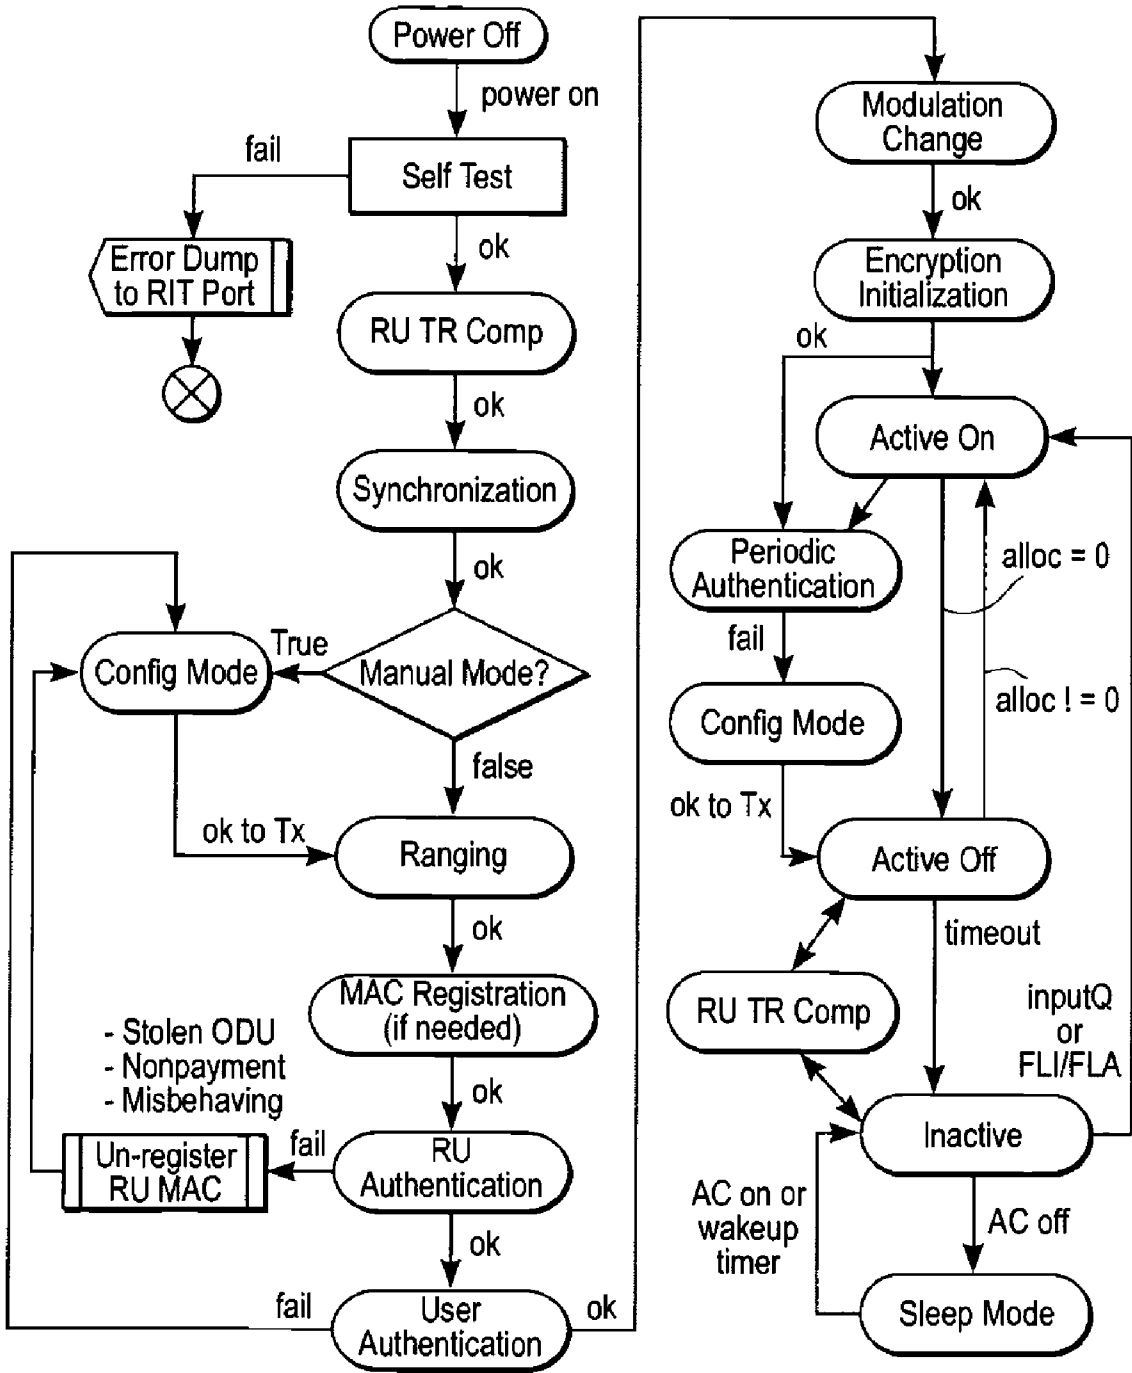 Power Off
power on
fail
Self Test
ok
Error Dump
to RIT Port
RU TR Comp
ok
Synchronization
ok
True
Config Mode
Manual Mode?
false
ok to Tx
Ranging
ok
MAC Registration
(if needed)
- Stolen ODU
- Nonpayment
- Misbehaving
ok
Un-register
RU MAC
fail
RU
Authentication
ok
fail
User
Authentication
ok
Modulation
Change
ok
Encryption
Initialization
ok
Active On
Periodic
Authentication
alloc = 0
fail
Config Mode
alloc ! = 0
ok to Tx
Active Off
timeout
RU TR Comp
inputQ
or
FLI/FLA
Inactive
AC on or
wakeup
timer
AC off
Sleep Mode